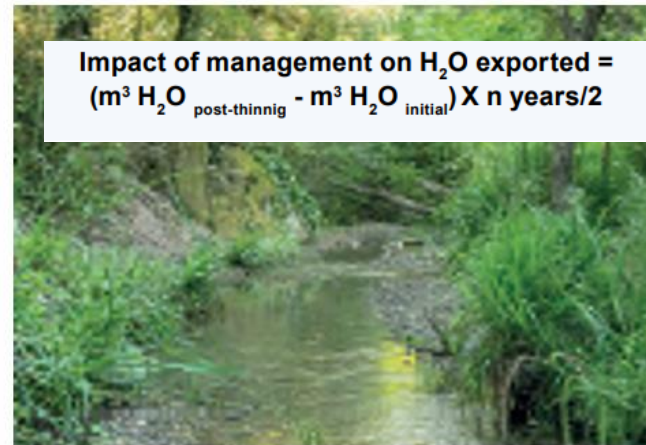 Impact of management on H₂O exported =
(m³ H₂O post-thinnig - m³ H₂O initial) X n years/2